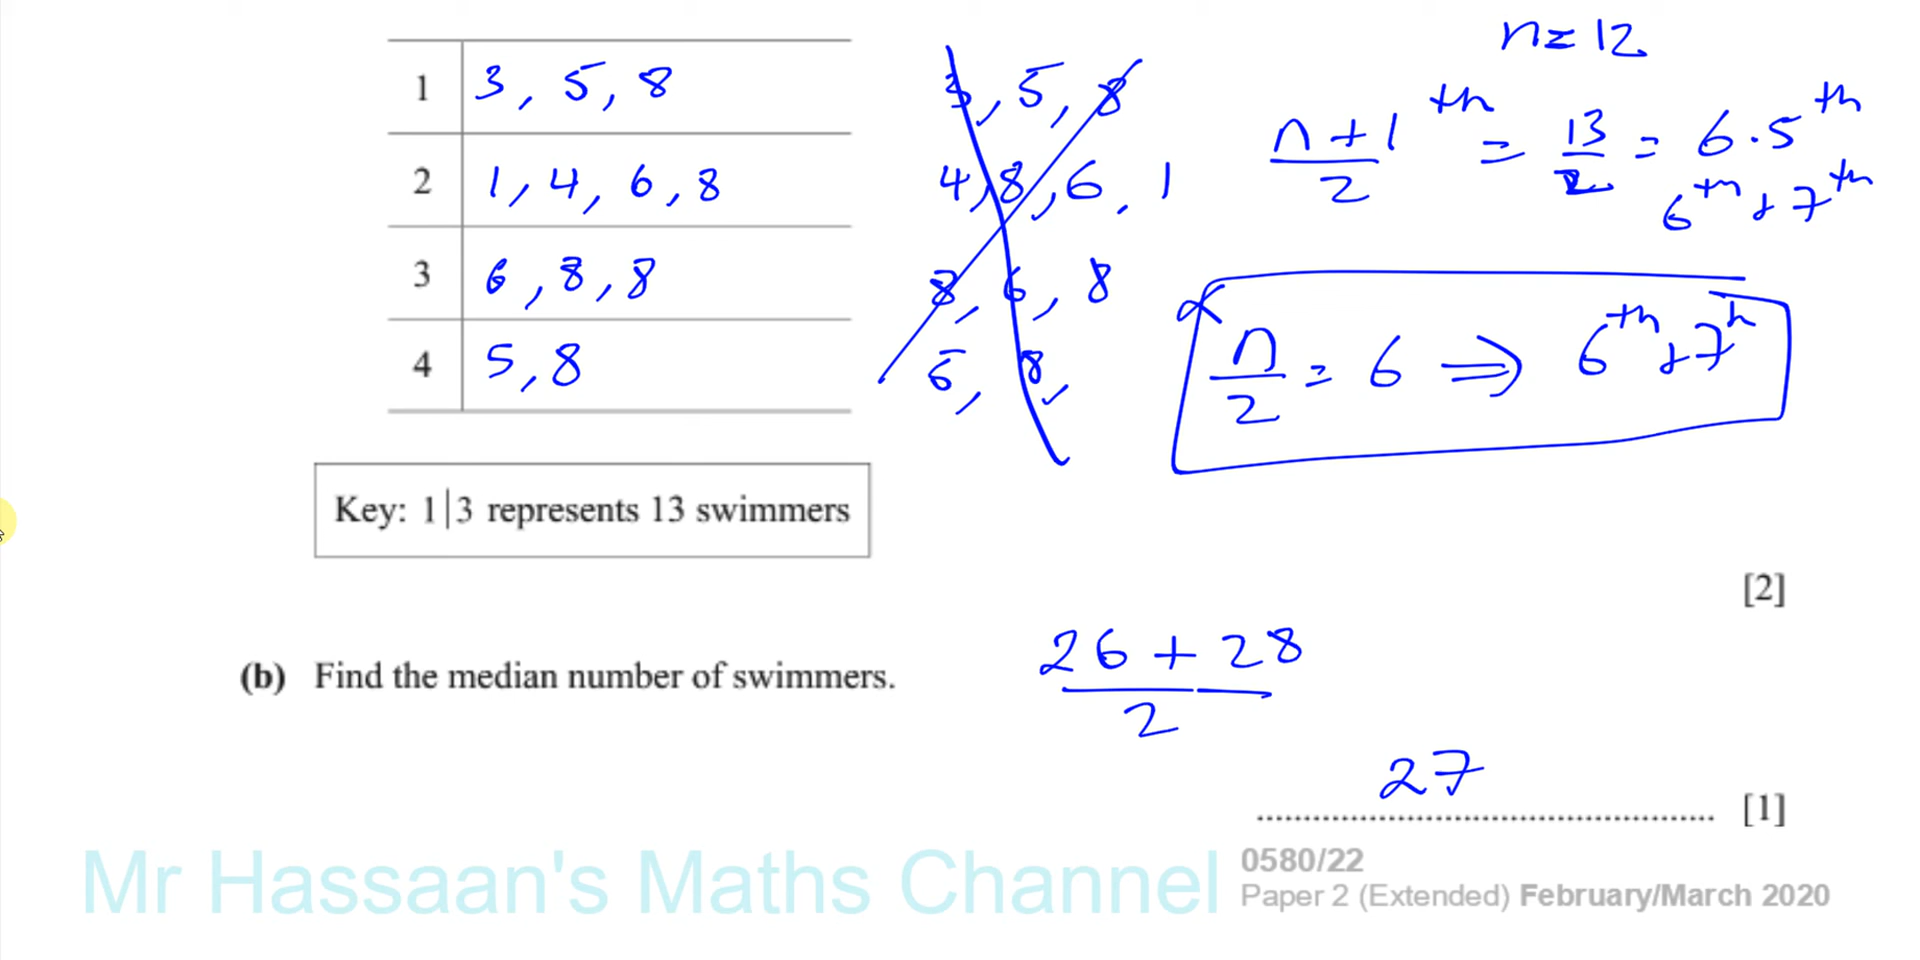 n = 12
1 | 3, 5, 8
3, 5, 8
n+1/2 th = 13/2 = 6.5th
2 | 1, 4, 6, 8
4, 8, 6, 1
6th + 7th
3 | 6, 8, 8
8, 6, 8
n/2 = 6 ⇒ 6th + 7th
4 | 5, 8
5, 8,
Key: 1|3 represents 13 swimmers
[2]
(b) Find the median number of swimmers.
26 + 28
2
27
[1]
Mr Hassaan's Maths Channel
0580/22
Paper 2 (Extended) February/March 2020